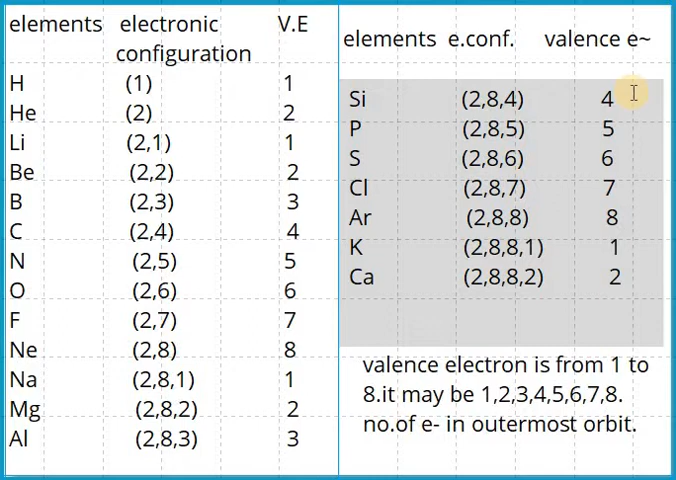 elements electronic V.E
configuration
H (1) 1
He (2) 2
Li (2,1) 1
Be (2,2) 2
B (2,3) 3
C (2,4) 4
N (2,5) 5
O (2,6) 6
F (2,7) 7
Ne (2,8) 8
Na (2,8,1) 1
Mg (2,8,2) 2
Al (2,8,3) 3
elements e.conf. valence e~
Si (2,8,4) 4
P (2,8,5) 5
S (2,8,6) 6
Cl (2,8,7) 7
Ar (2,8,8) 8
K (2,8,8,1) 1
Ca (2,8,8,2) 2
valence electron is from 1 to
8.it may be 1,2,3,4,5,6,7,8.
no.of e- in outermost orbit.